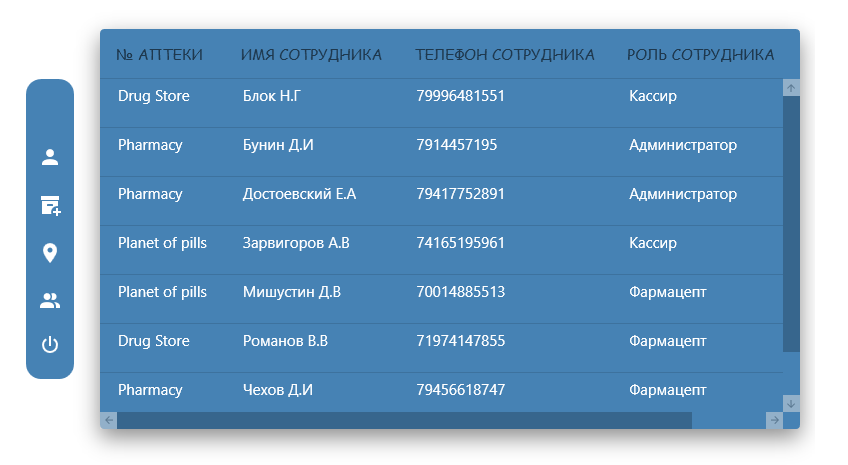 № АПТЕКИ ИМЯ СОТРУДНИКА ТЕЛЕФОН СОТРУДНИКА РОЛЬ СОТРУДНИКА
Drug Store Блок Н.Г 79996481551 Кассир
Pharmacy Бунин Д.И 7914457195 Администратор
Pharmacy Достоевский Е.А 79417752891 Администратор
Planet of pills Зарвигоров А.В 74165195961 Кассир
Planet of pills Мишустин Д.В 70014885513 Фармацепт
Drug Store Романов В.В 71974147855 Фармацепт
Pharmacy Чехов Д.И 79456618747 Фармацепт